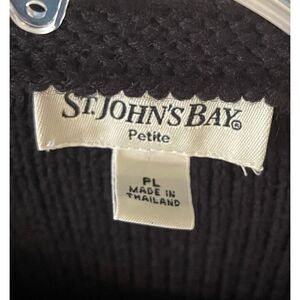 ST. JOHN'S BAY®
Petite
PL
MADE IN
THAILAND